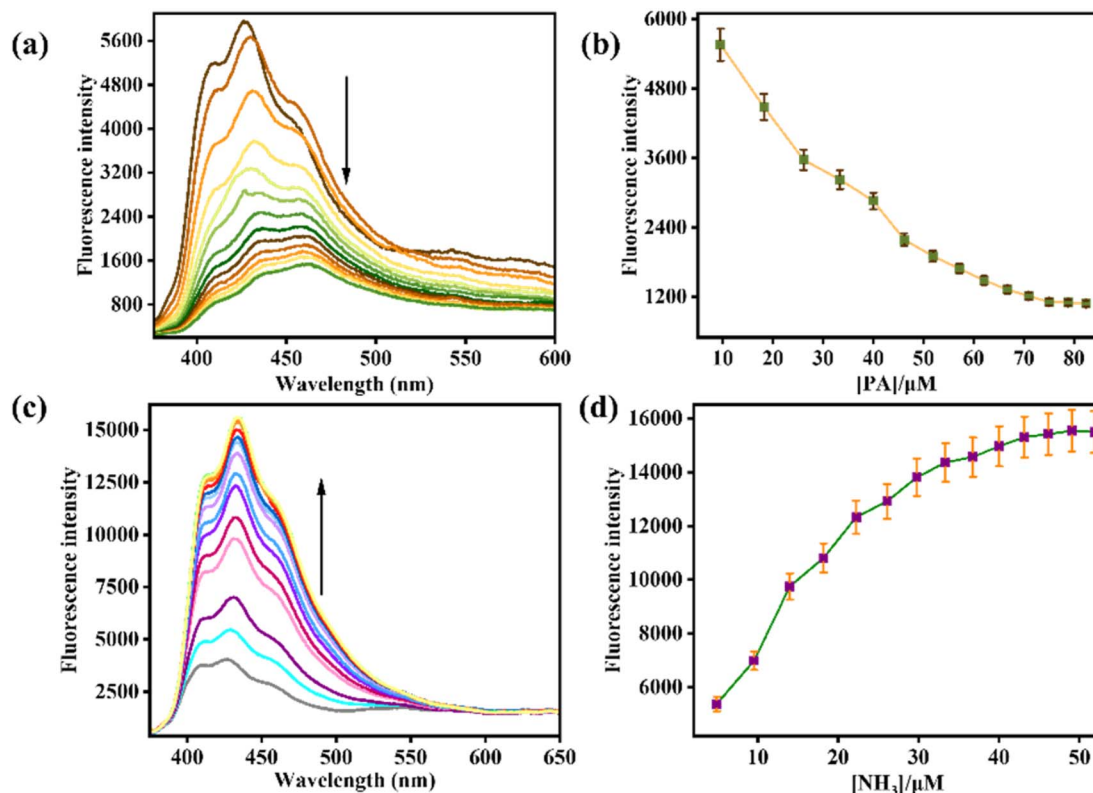 (a)
5600
4800
4000
3200
2400
1600
800
Fluorescence intensity
400 450 500 550 600
Wavelength (nm)
(b)
6000
4800
3600
2400
1200
Fluorescence intensity
10 20 30 40 50 60 70 80
[PA]/μM
(c)
15000
12500
10000
7500
5000
2500
Fluorescence intensity
400 450 500 550 600 650
Wavelength (nm)
(d)
16000
14000
12000
10000
8000
6000
Fluorescence intensity
10 20 30 40 50
[NH₃]/μM